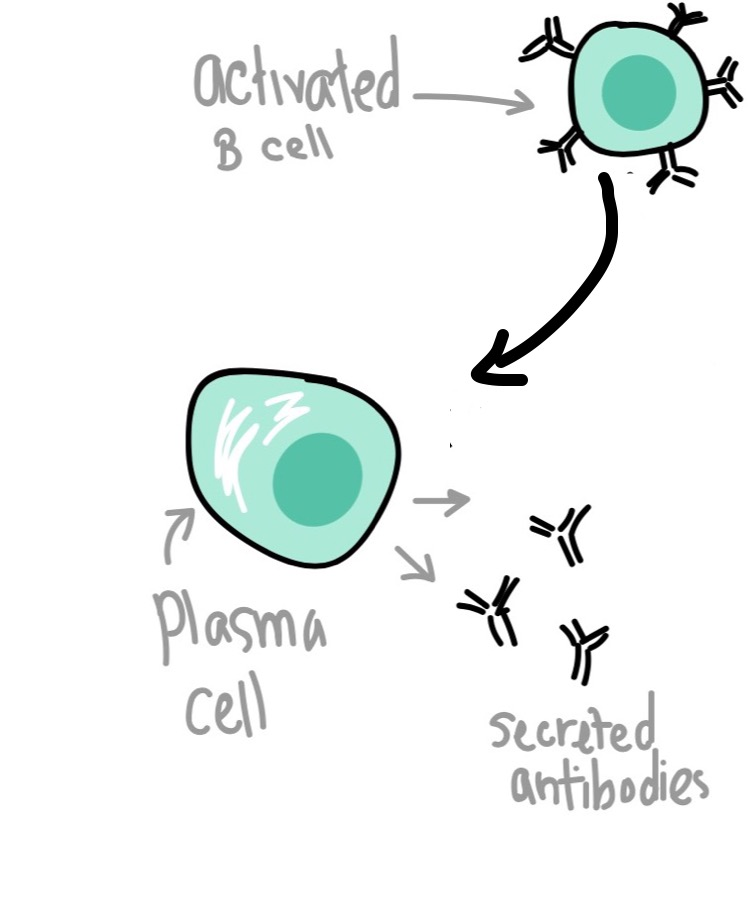 activated
B cell
plasma
cell
secreted
antibodies